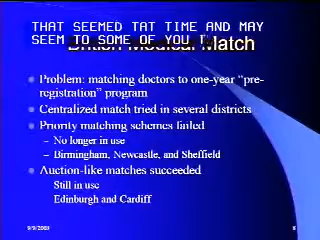 THAT SEEMED TAT TIME AND MAY
SEEM TO SOME OF YOU
British Medical Match
Problem: matching doctors to one-year “pre-
registration” program
Centralized match tried in several districts
Priority matching schemes failed
– No longer in use
– Birmingham, Newcastle, and Sheffield
Auction-like matches succeeded
Still in use
Edinburgh and Cardiff
9/9/2003
8